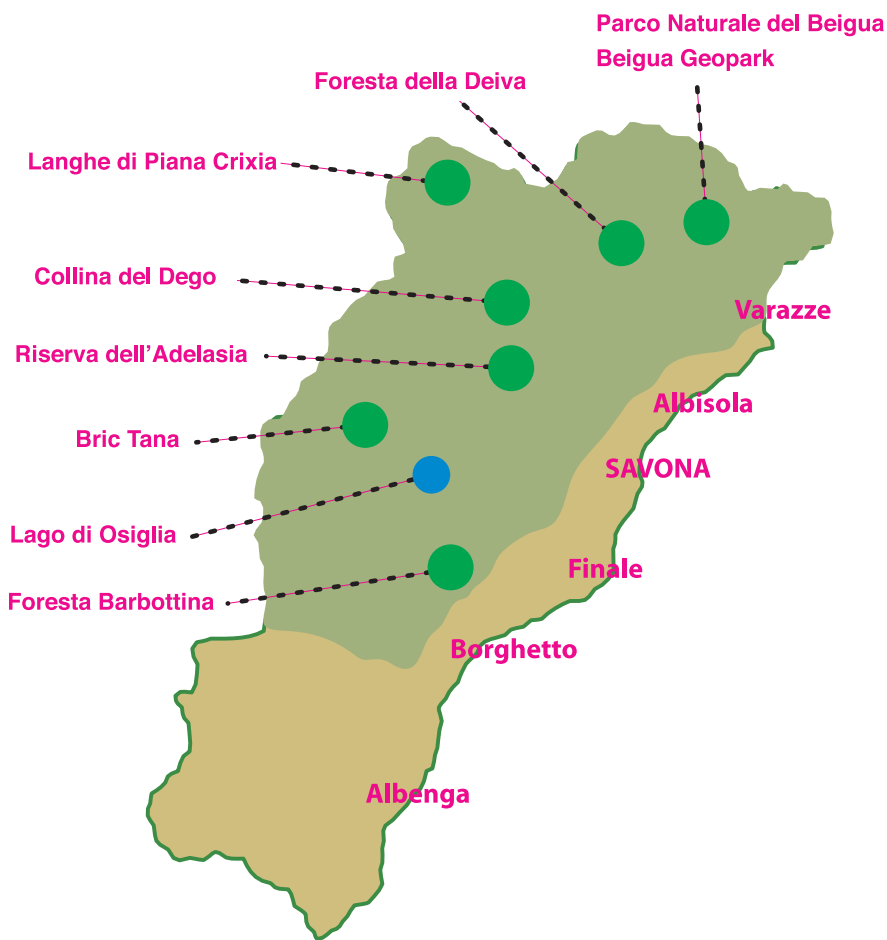 Parco Naturale del Beigua
Beigua Geopark
Foresta della Deiva
Langhe di Piana Crixia
Collina del Dego
Varazze
Riserva dell'Adelasia
Albisola
Bric Tana
SAVONA
Lago di Osiglia
Finale
Foresta Barbottina
Borghetto
Albenga